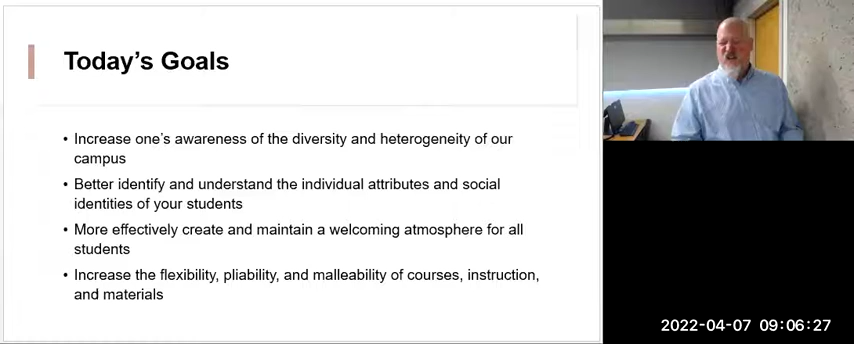 Today's Goals
• Increase one's awareness of the diversity and heterogeneity of our
campus
• Better identify and understand the individual attributes and social
identities of your students
• More effectively create and maintain a welcoming atmosphere for all
students
• Increase the flexibility, pliability, and malleability of courses, instruction,
and materials
2022-04-07 09:06:27